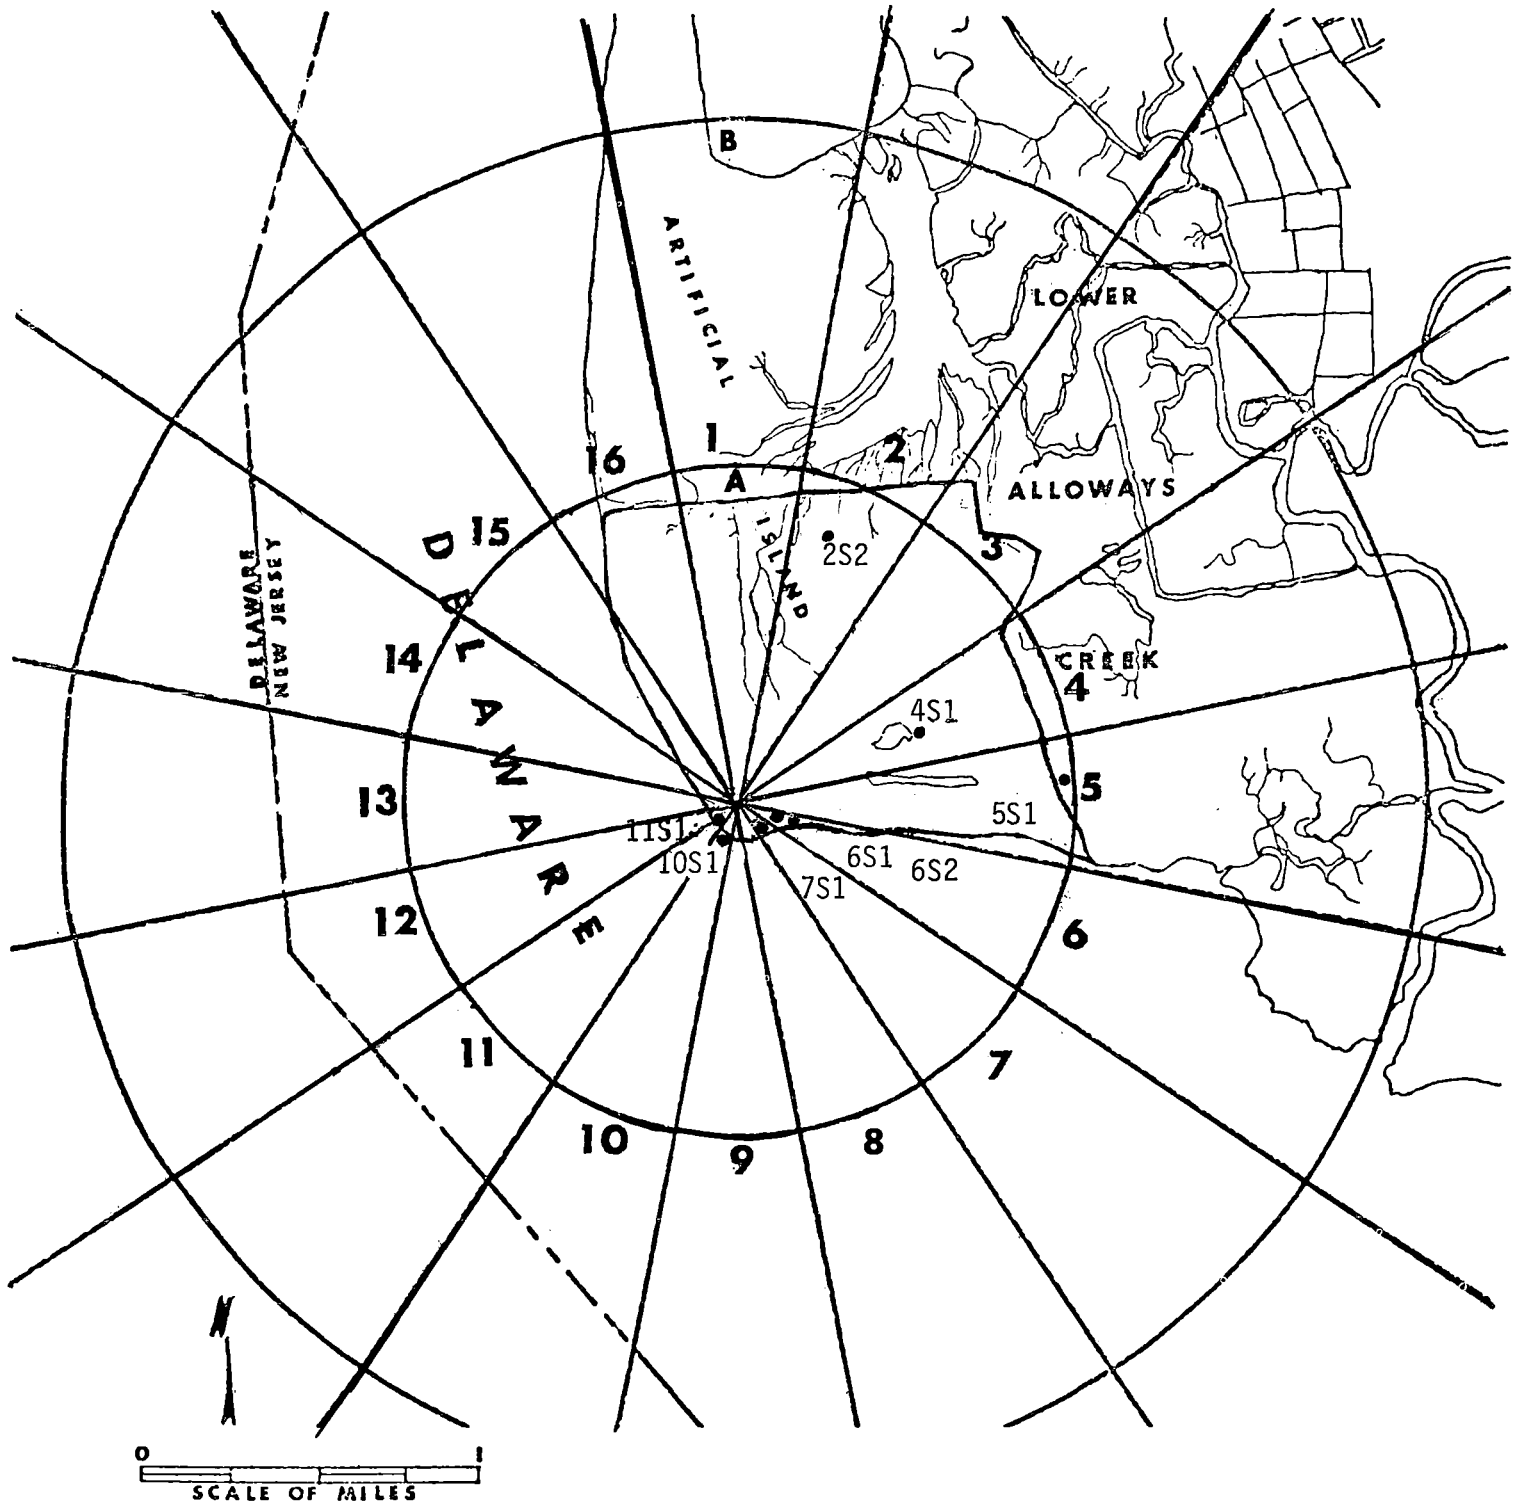 B
ARTIFICIAL
LOWER
1
2
16
A
ALLOWAYS
15
ISLAND
3
2S2
DELAWARE
NEW JERSEY
DELAWARE
14
CREEK
4
4S1
13
5
5S1
11S1
10S1
6S1
6S2
7S1
12
6
11
7
10
9
8
N
0 1
SCALE OF MILES